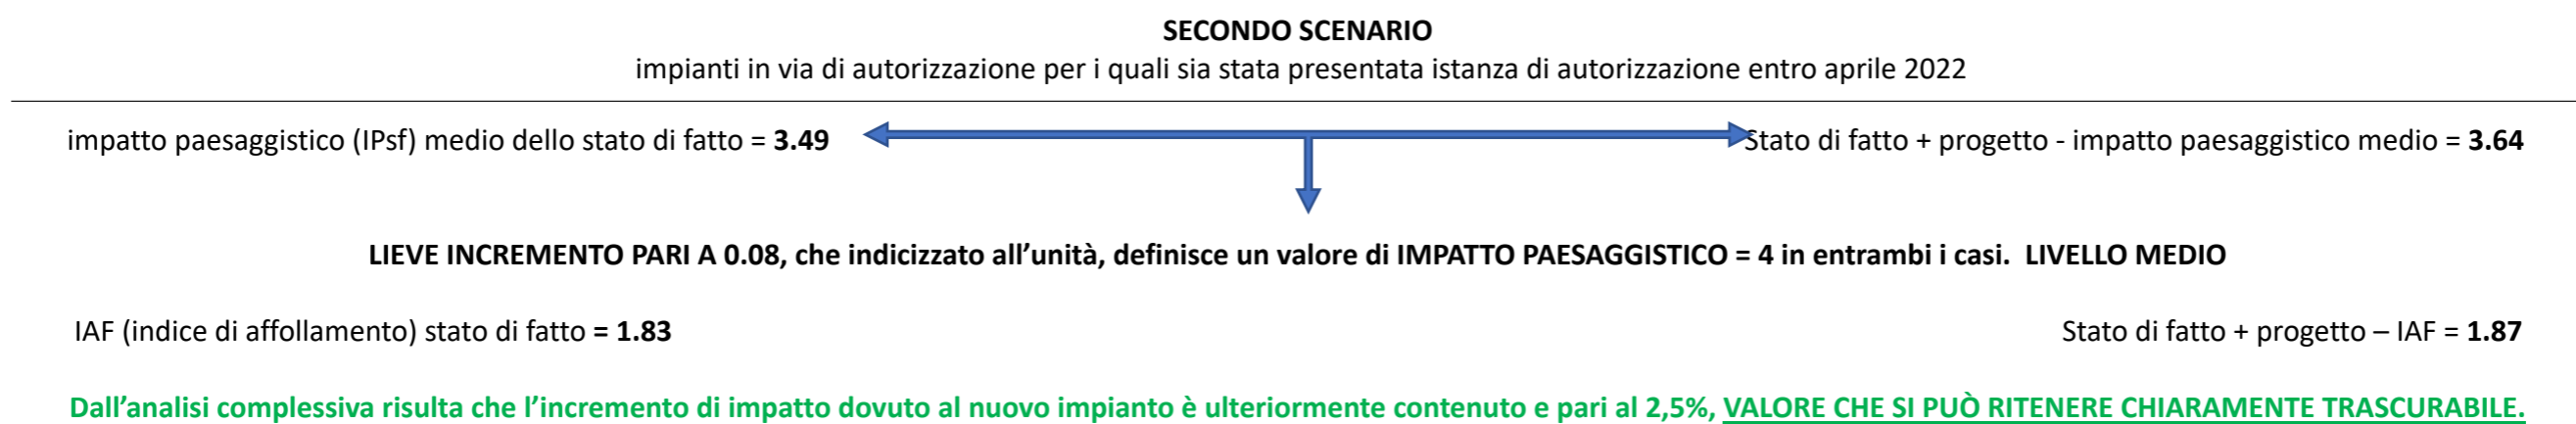 SECONDO SCENARIO
impianti in via di autorizzazione per i quali sia stata presentata istanza di autorizzazione entro aprile 2022
impatto paesaggistico (IPsf) medio dello stato di fatto = 3.49
Stato di fatto + progetto - impatto paesaggistico medio = 3.64
LIEVE INCREMENTO PARI A 0.08, che indicizzato all’unità, definisce un valore di IMPATTO PAESAGGISTICO = 4 in entrambi i casi. LIVELLO MEDIO
IAF (indice di affollamento) stato di fatto = 1.83
Stato di fatto + progetto – IAF = 1.87
Dall’analisi complessiva risulta che l’incremento di impatto dovuto al nuovo impianto è ulteriormente contenuto e pari al 2,5%, VALORE CHE SI PUÒ RITENERE CHIARAMENTE TRASCURABILE.